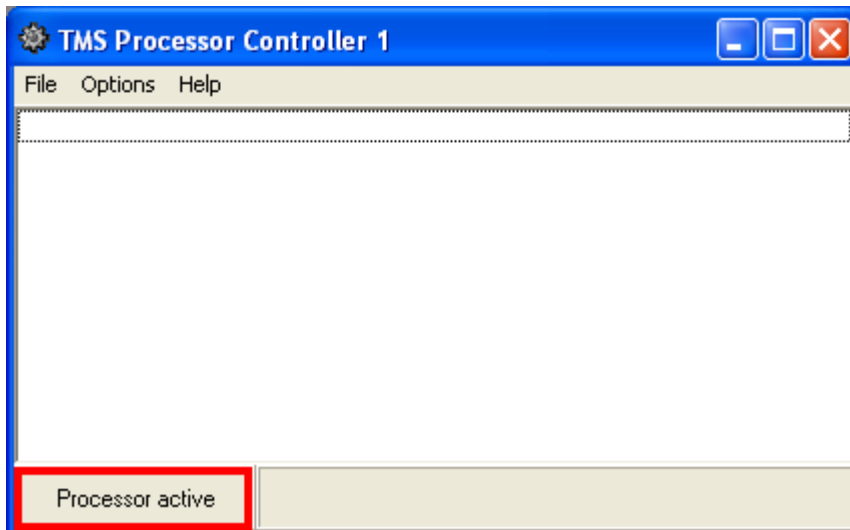 TMS Processor Controller 1
File Options Help
Processor active